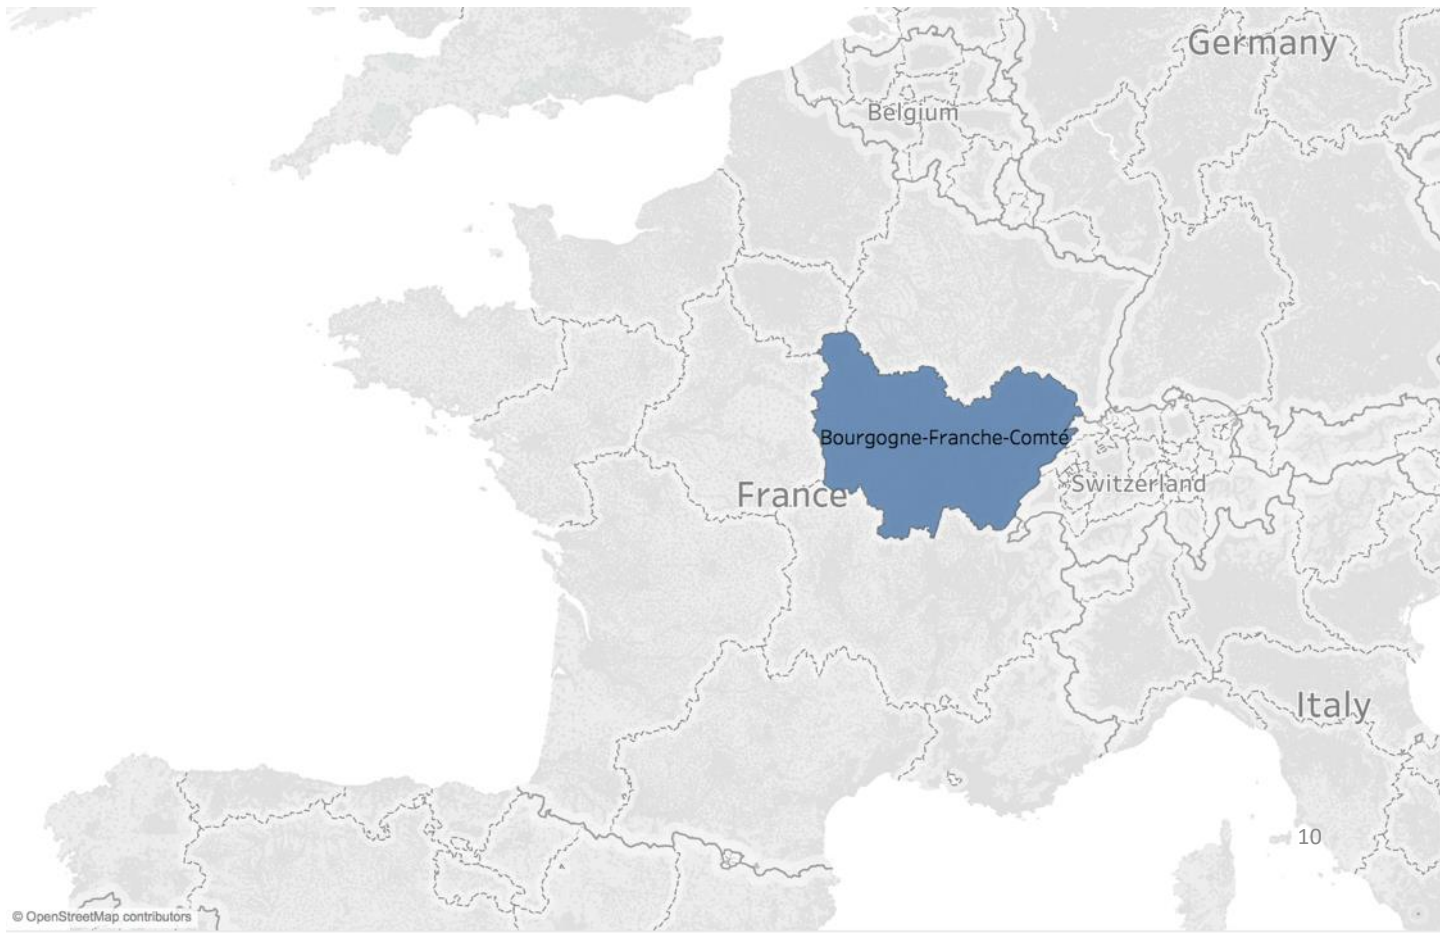 Germany
Belgium
Bourgogne-Franche-Comté
Switzerland
France
Italy
10
© OpenStreetMap contributors